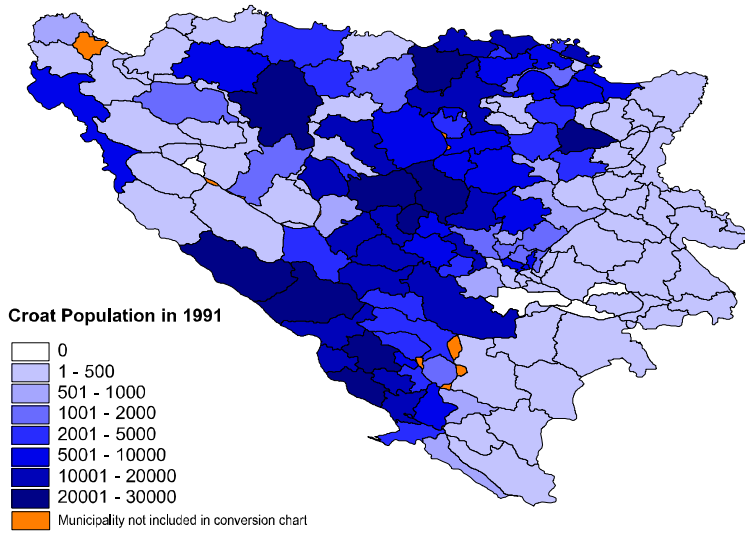 Croat Population in 1991
0
1 - 500
501 - 1000
1001 - 2000
2001 - 5000
5001 - 10000
10001 - 20000
20001 - 30000
Municipality not included in conversion chart